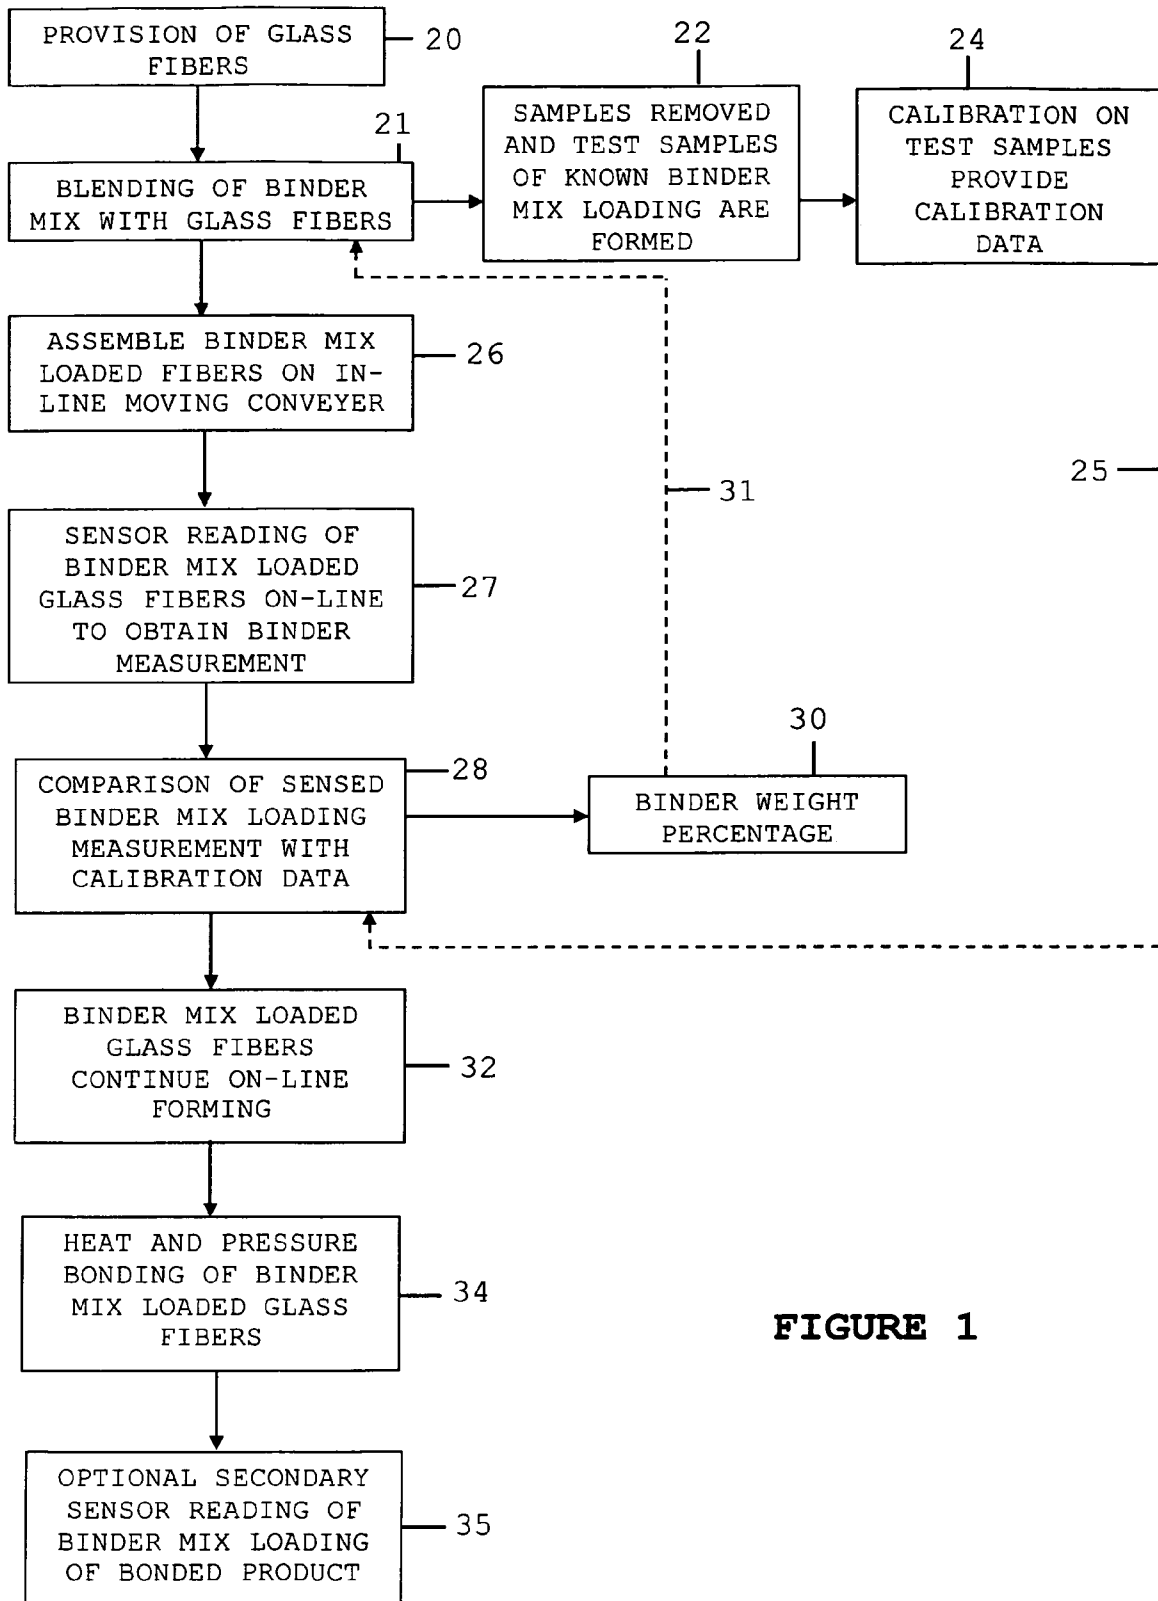 PROVISION OF GLASS
FIBERS
20
22
24
21
BLENDING OF BINDER
MIX WITH GLASS FIBERS
SAMPLES REMOVED
AND TEST SAMPLES
OF KNOWN BINDER
MIX LOADING ARE
FORMED
CALIBRATION ON
TEST SAMPLES
PROVIDE
CALIBRATION
DATA
ASSEMBLE BINDER MIX
LOADED FIBERS ON IN-
LINE MOVING CONVEYER
26
25
31
SENSOR READING OF
BINDER MIX LOADED
GLASS FIBERS ON-LINE
TO OBTAIN BINDER
MEASUREMENT
27
28
COMPARISON OF SENSED
BINDER MIX LOADING
MEASUREMENT WITH
CALIBRATION DATA
30
BINDER WEIGHT
PERCENTAGE
BINDER MIX LOADED
GLASS FIBERS
CONTINUE ON-LINE
FORMING
32
HEAT AND PRESSURE
BONDING OF BINDER
MIX LOADED GLASS
FIBERS
34
FIGURE 1
OPTIONAL SECONDARY
SENSOR READING OF
BINDER MIX LOADING
OF BONDED PRODUCT
35